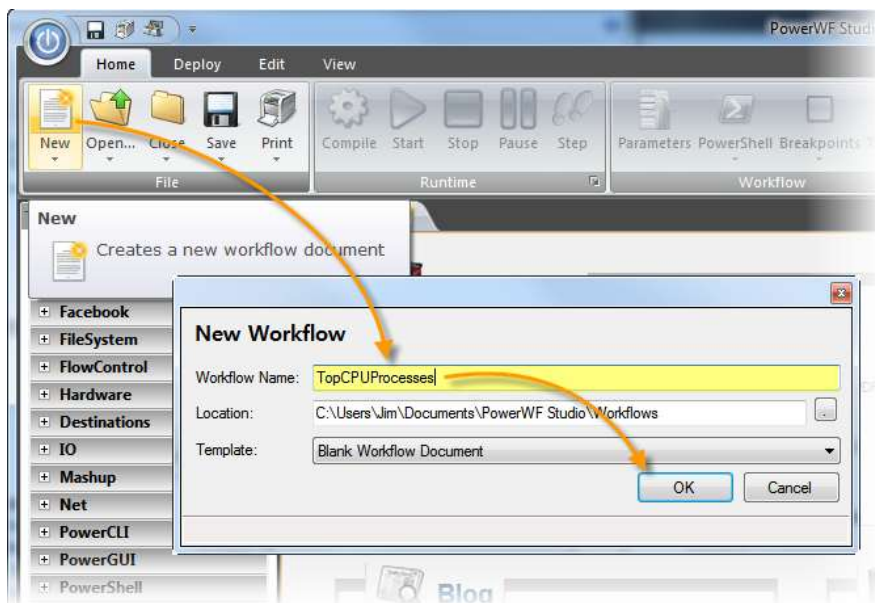 PowerWF Studi
Home Deploy Edit View
New Open... Close Save Print Compile Start Stop Pause Step Parameters PowerShell Breakpoints T
File Runtime Workflow
New
Creates a new workflow document
Facebook
FileSystem
FlowControl
Hardware
Destinations
IO
Mashup
Net
PowerCLI
PowerGUI
PowerShell
New Workflow
Workflow Name: TopCPUProcesses
Location: C:\Users\Jim\Documents\PowerWF Studio\Workflows ...
Template: Blank Workflow Document
OK Cancel
Blog